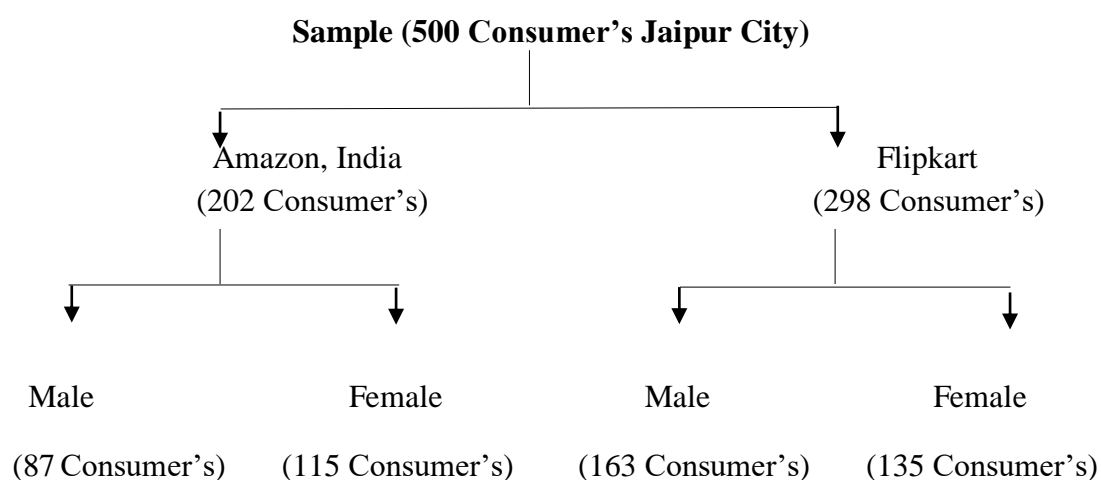 Sample (500 Consumer’s Jaipur City)
Amazon, India
(202 Consumer’s)
Flipkart
(298 Consumer’s)
Male
(87 Consumer’s)
Female
(115 Consumer’s)
Male
(163 Consumer’s)
Female
(135 Consumer’s)